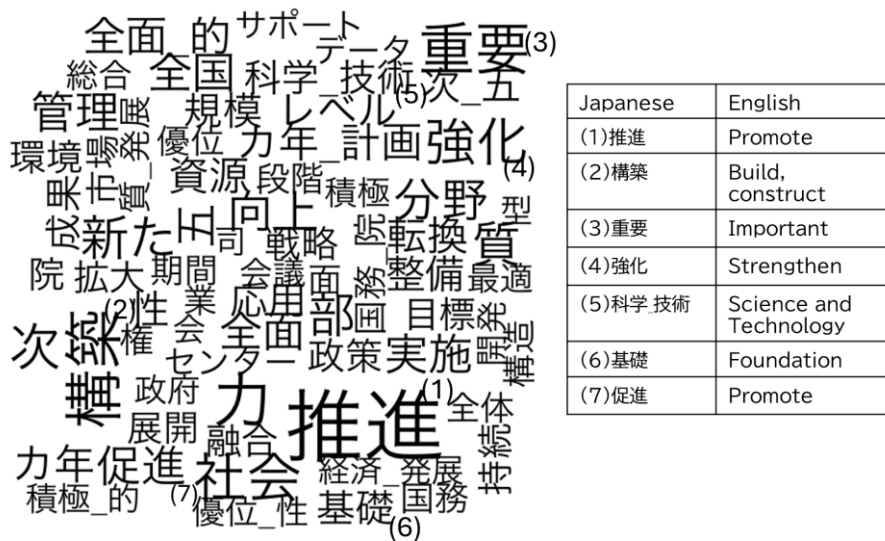 全面_的
サポート
データ
重要
(3)
総合
全国
科学_技術
(5)
次_五
管理
市場
質_発展
規模
レベル
優位
カ年_計画
強化
(4)
環境
成果
資源
段階
積極
分野
型
新た
五
向上
司
戦略
国務_院
転換
質
院
拡大
期間
会議
面
整備
最適
(2)
性
業
応用
部
目標
開発
構造
次
構築
権
会
全面
センター
政策
実施
政府
力
推進
(1)
全体
持続
展開
融合
カ年
促進
(7)
社会
経済_発展
積極_的
優位_性
基礎
(6)
国務
Japanese English
(1)推進 Promote
(2)構築 Build,
construct
(3)重要 Important
(4)強化 Strengthen
(5)科学_技術 Science and
Technology
(6)基礎 Foundation
(7)促進 Promote